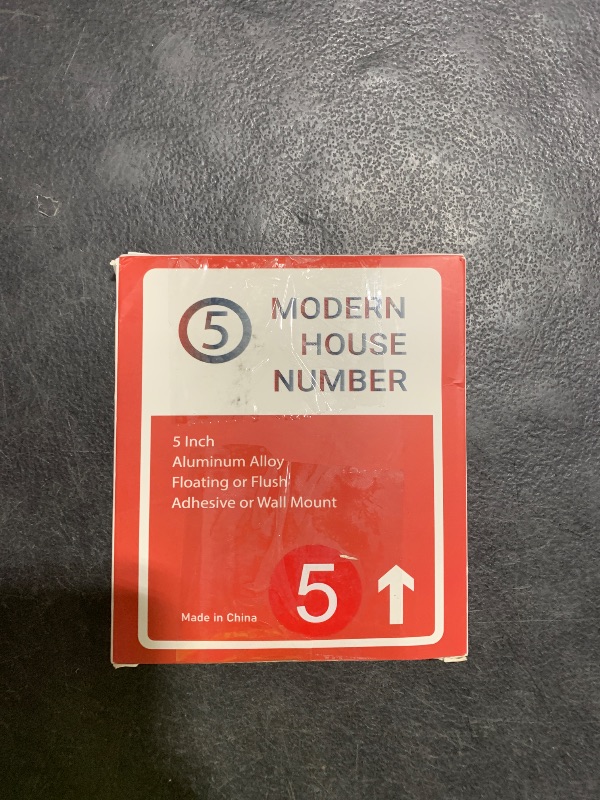 5
MODERN
HOUSE
NUMBER
5 Inch
Aluminum Alloy
Floating or Flush
Adhesive or Wall Mount
Made in China
5